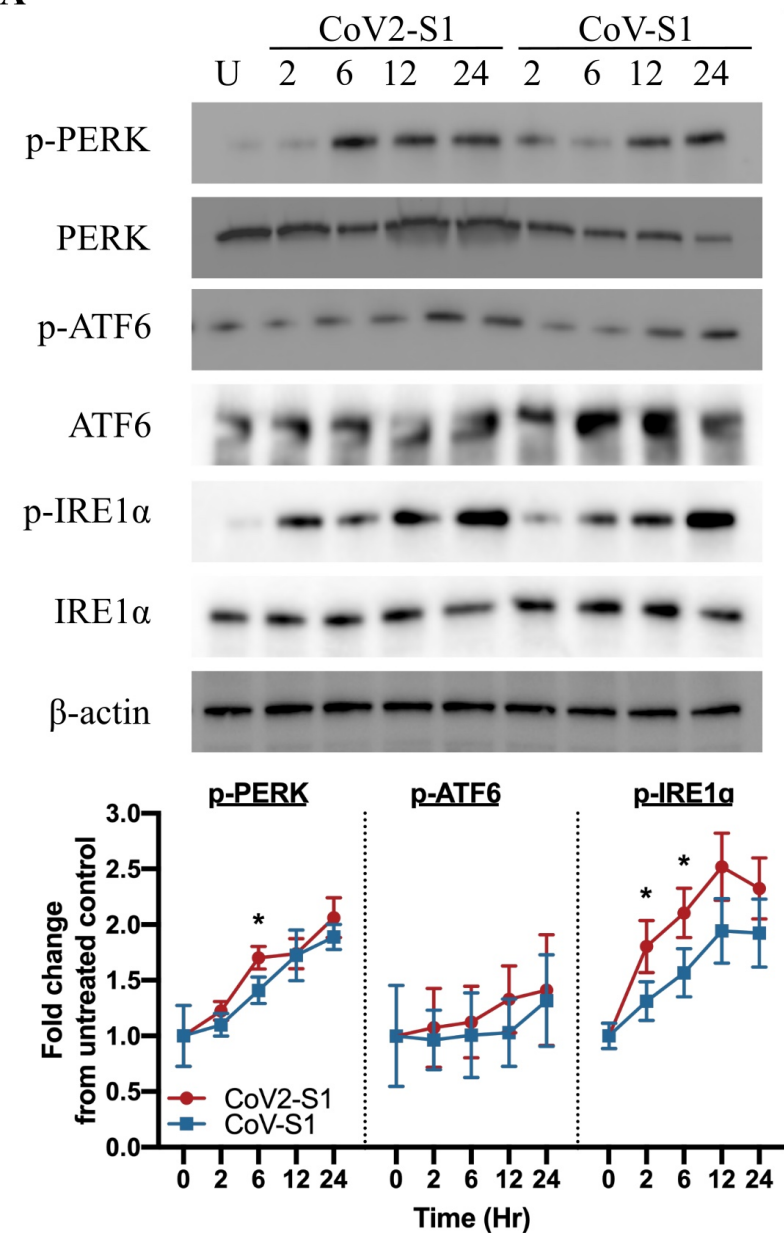 CoV2-S1 CoV-S1
U 2 6 12 24 2 6 12 24
p-PERK
PERK
p-ATF6
ATF6
p-IRE1α
IRE1α
β-actin
p-PERK p-ATF6 p-IRE1α
Fold change
from untreated control
3.0
2.5
2.0
1.5
1.0
0.5
0.0
* * *
CoV2-S1
CoV-S1
0 2 6 12 24 0 2 6 12 24 0 2 6 12 24
Time (Hr)